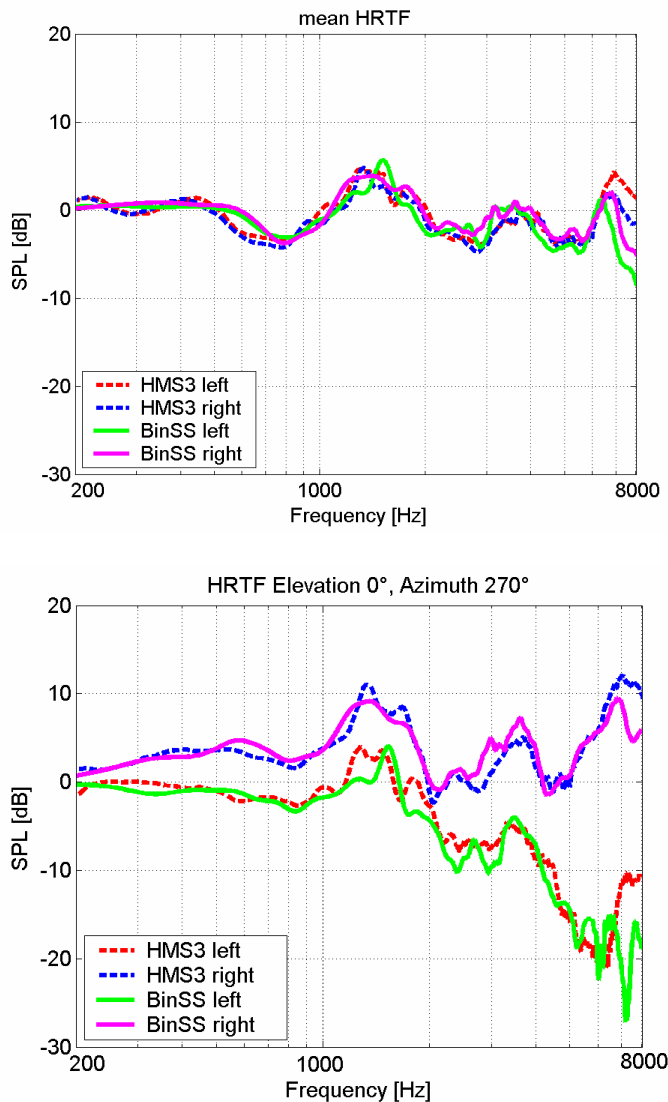 mean HRTF
20
10
0
-10
-20
-30
SPL [dB]
HMS3 left
HMS3 right
BinSS left
BinSS right
200
1000
8000
Frequency [Hz]
HRTF Elevation 0°, Azimuth 270°
20
10
0
-10
-20
-30
SPL [dB]
HMS3 left
HMS3 right
BinSS left
BinSS right
200
1000
8000
Frequency [Hz]